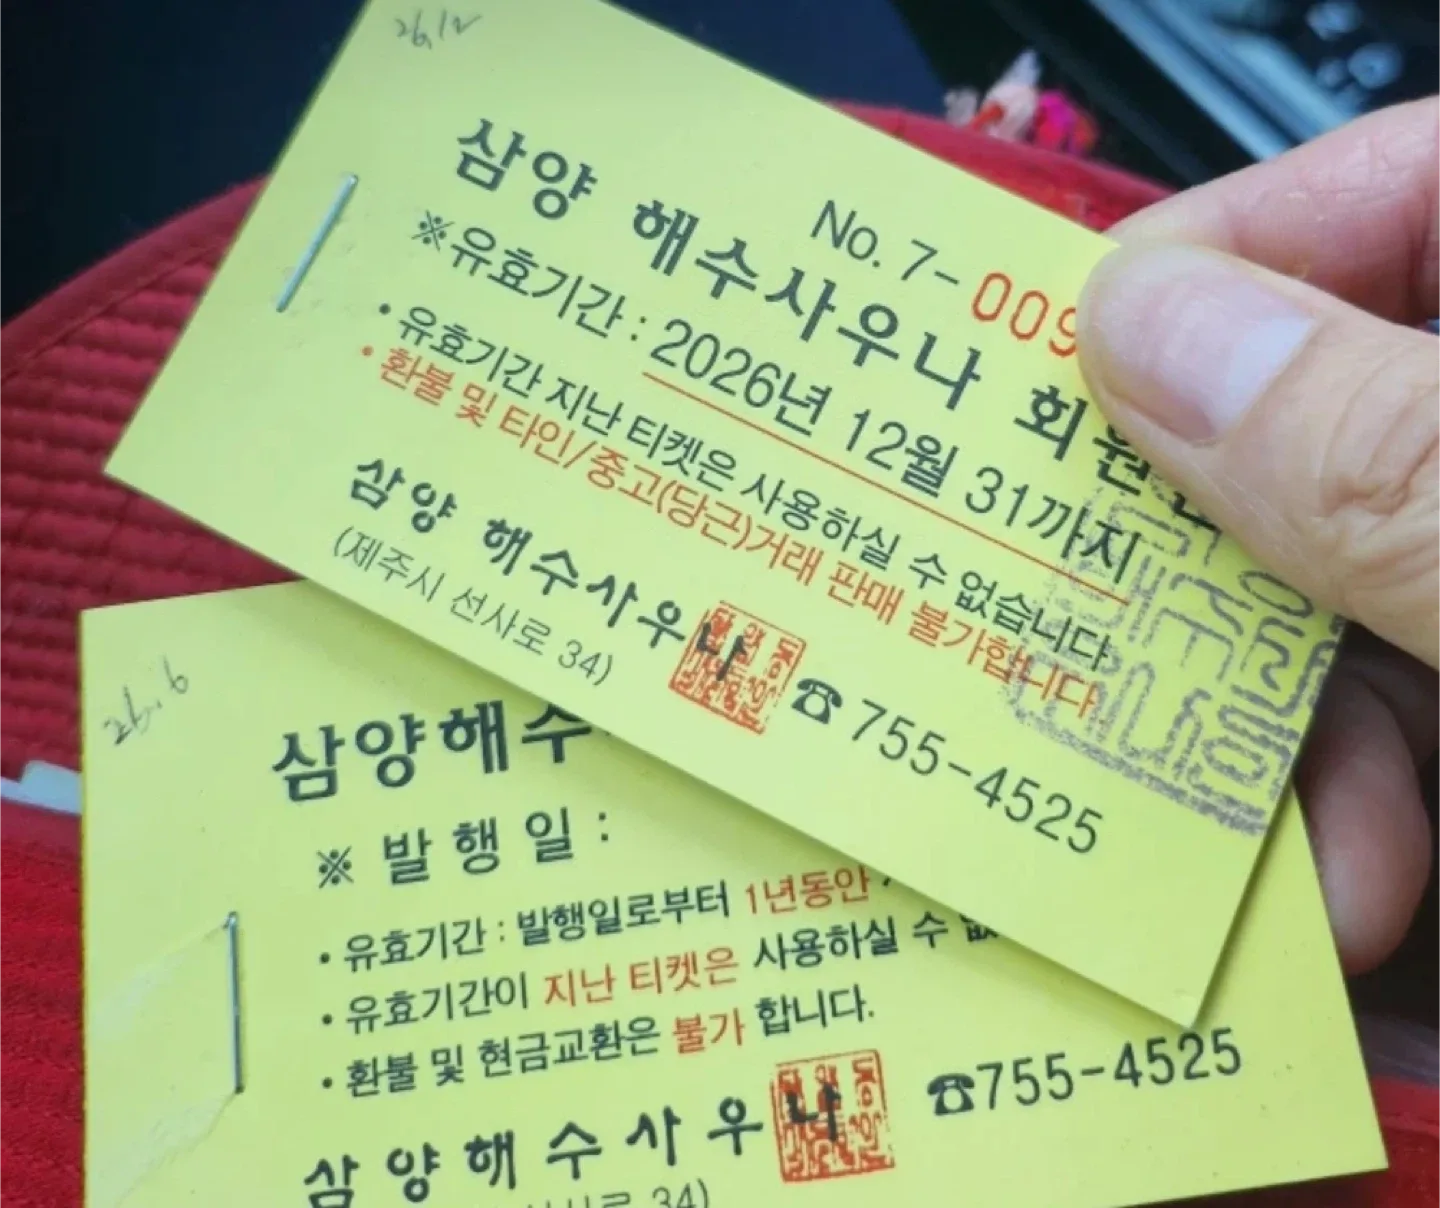 26.12
No. 7-009
삼양 해수사우나 회원
※유효기간 : 2026년 12월 31까지
• 유효기간 지난 티켓은 사용하실 수 없습니다
• 환불 및 타인/중고(당근)거래 판매 불가합니다
삼양 해수사우나 ☎ 755-4525
(제주시 선사로 34)
26.6
삼양해수
※ 발행일 :
• 유효기간 : 발행일로부터 1년동안
• 유효기간이 지난 티켓은 사용하실 수
• 환불 및 현금교환은 불가 합니다.
삼양해수사우나 ☎755-4525
선사로 34)